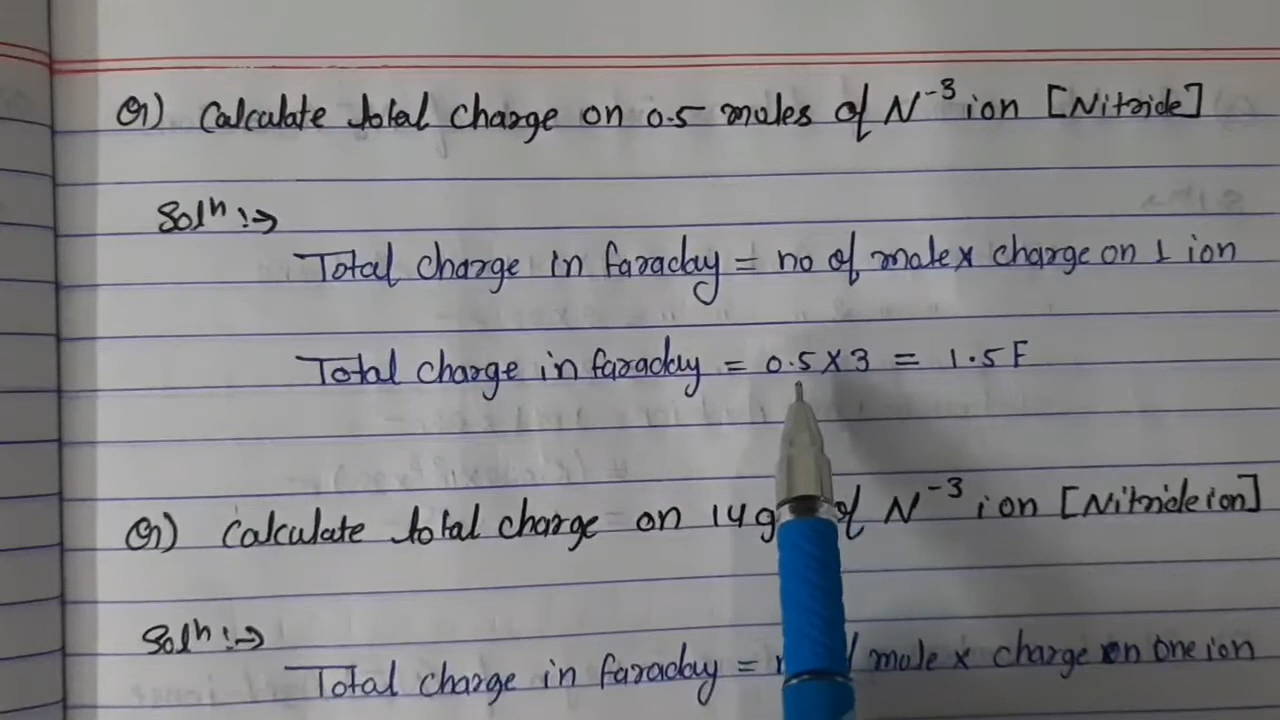 Q1) Calculate total charge on 0.5 moles of N⁻³ ion [Nitride]
Solⁿ :→
Total charge in faraday = no of mole x charge on 1 ion
Total charge in faraday = 0.5 x 3 = 1.5 F
Q1) Calculate total charge on 14g of N⁻³ ion [Nitride ion]
Solⁿ :→
Total charge in faraday = mole x charge on one ion